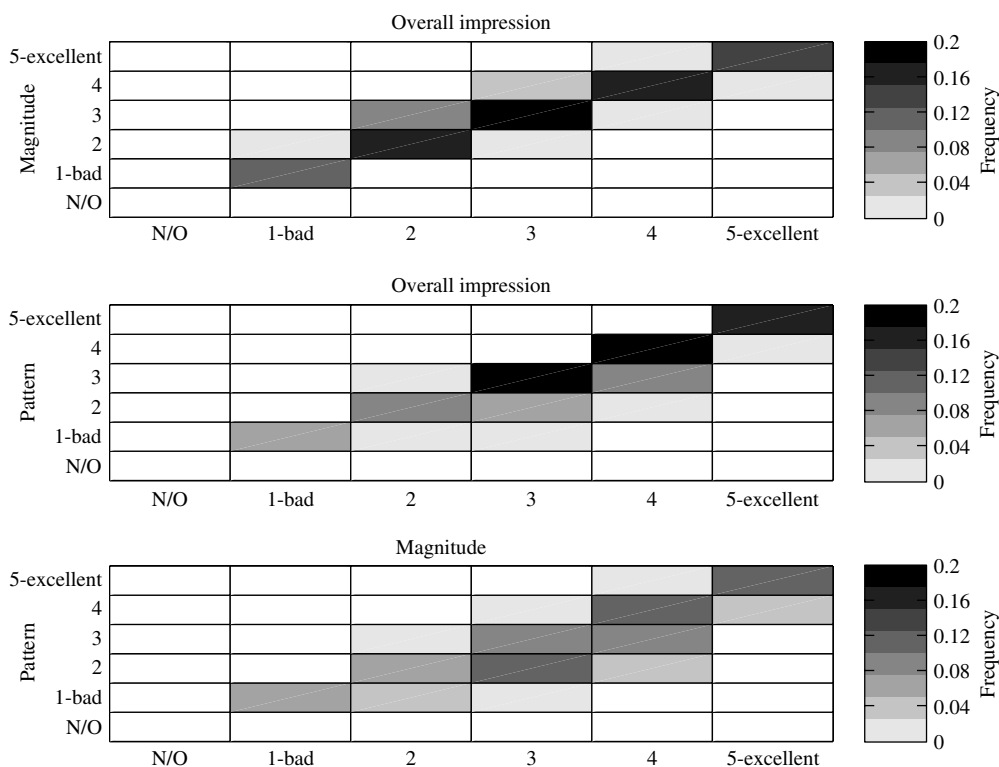 Overall impression
5-excellent
4
3
2
1-bad
N/O
Magnitude
N/O 1-bad 2 3 4 5-excellent
0.2
0.16
0.12
0.08
0.04
0
Frequency
Overall impression
5-excellent
4
3
2
1-bad
N/O
Pattern
N/O 1-bad 2 3 4 5-excellent
0.2
0.16
0.12
0.08
0.04
0
Frequency
Magnitude
5-excellent
4
3
2
1-bad
N/O
Pattern
N/O 1-bad 2 3 4 5-excellent
0.2
0.16
0.12
0.08
0.04
0
Frequency